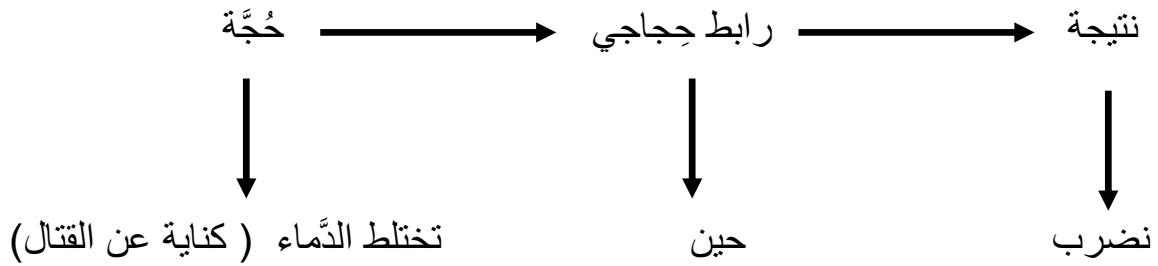 نتيجة رابط حِجاجي حُجَّة
نضرب حين تختلط الدَّماء ( كناية عن القتال)